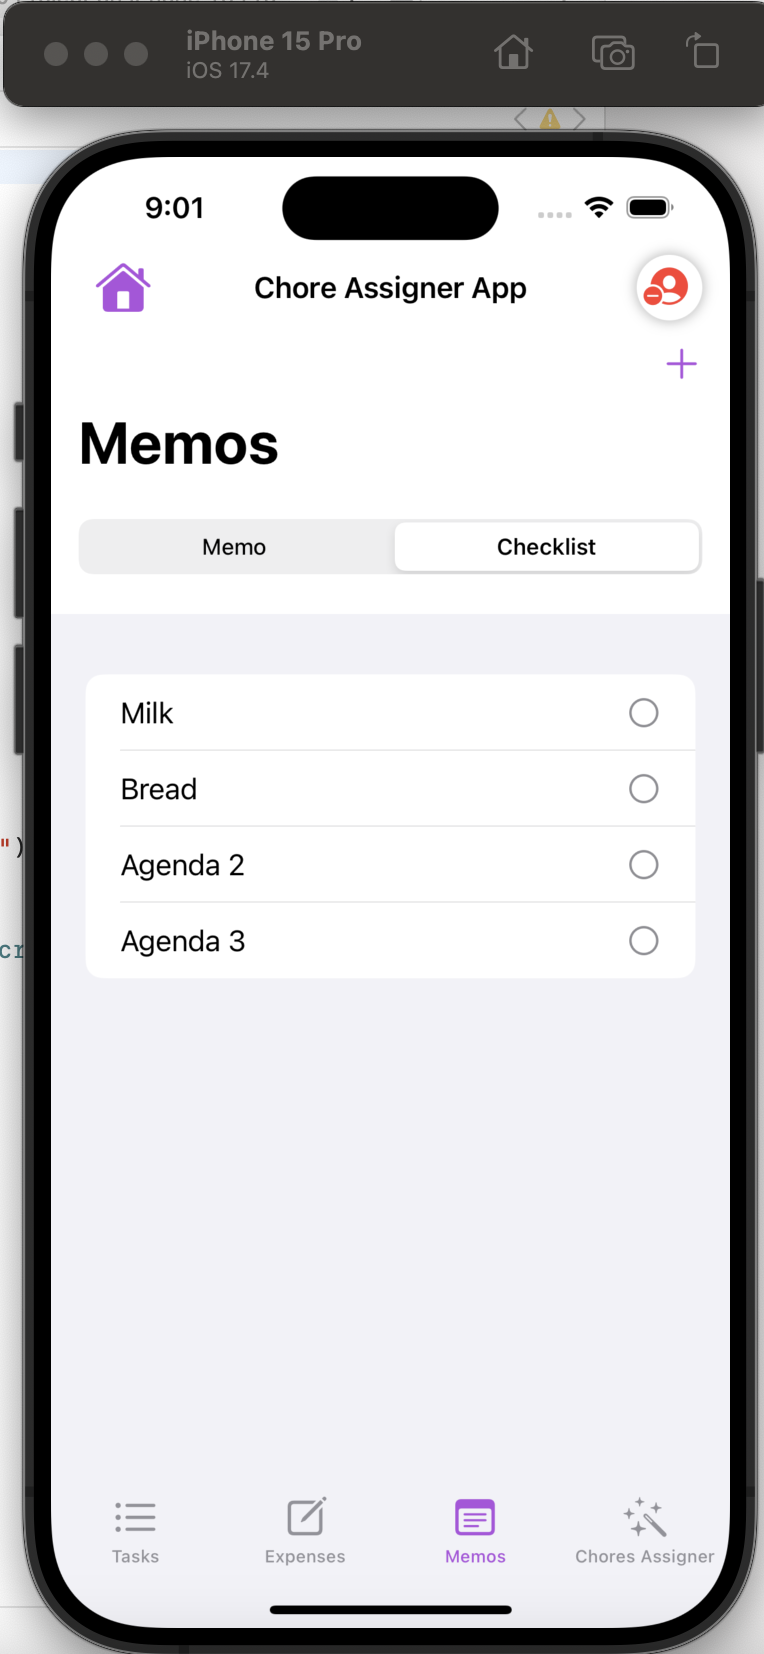 iPhone 15 Pro
iOS 17.4
9:01
Chore Assigner App
Memos
Memo
Checklist
Milk
Bread
Agenda 2
")
Agenda 3
cr
Tasks
Expenses
Memos
Chores Assigner